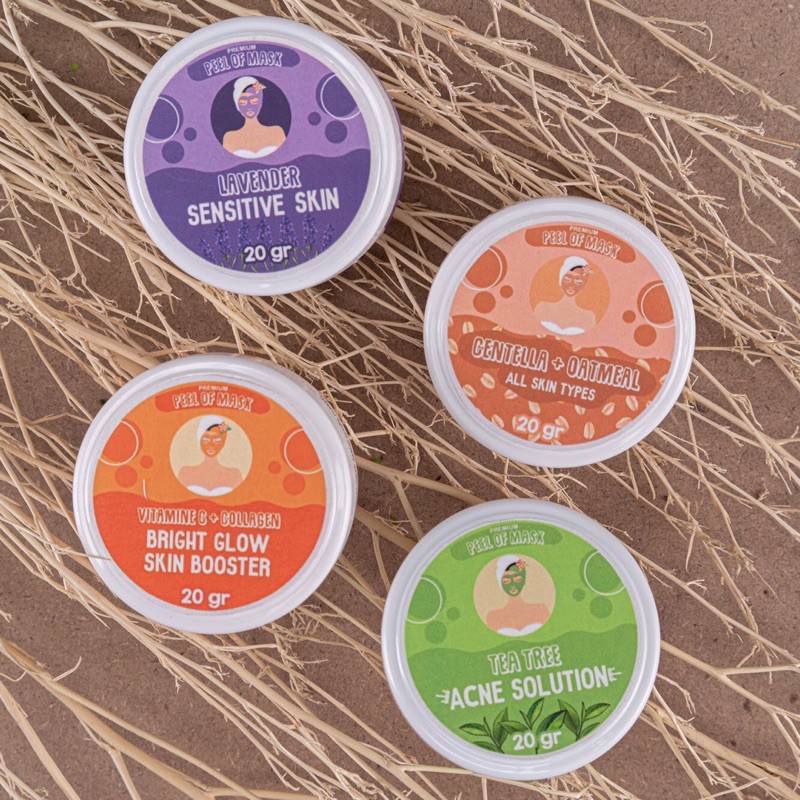 PREMIUM
PEEL OF MASK
LAVENDER
SENSITIVE SKIN
20 gr
PREMIUM
PEEL OF MASK
CENTELLA + OATMEAL
ALL SKIN TYPES
20 gr
PREMIUM
PEEL OF MASK
VITAMINE C + COLLAGEN
BRIGHT GLOW
SKIN BOOSTER
20 gr
PREMIUM
PEEL OF MASK
TEA TREE
ACNE SOLUTION
20 gr